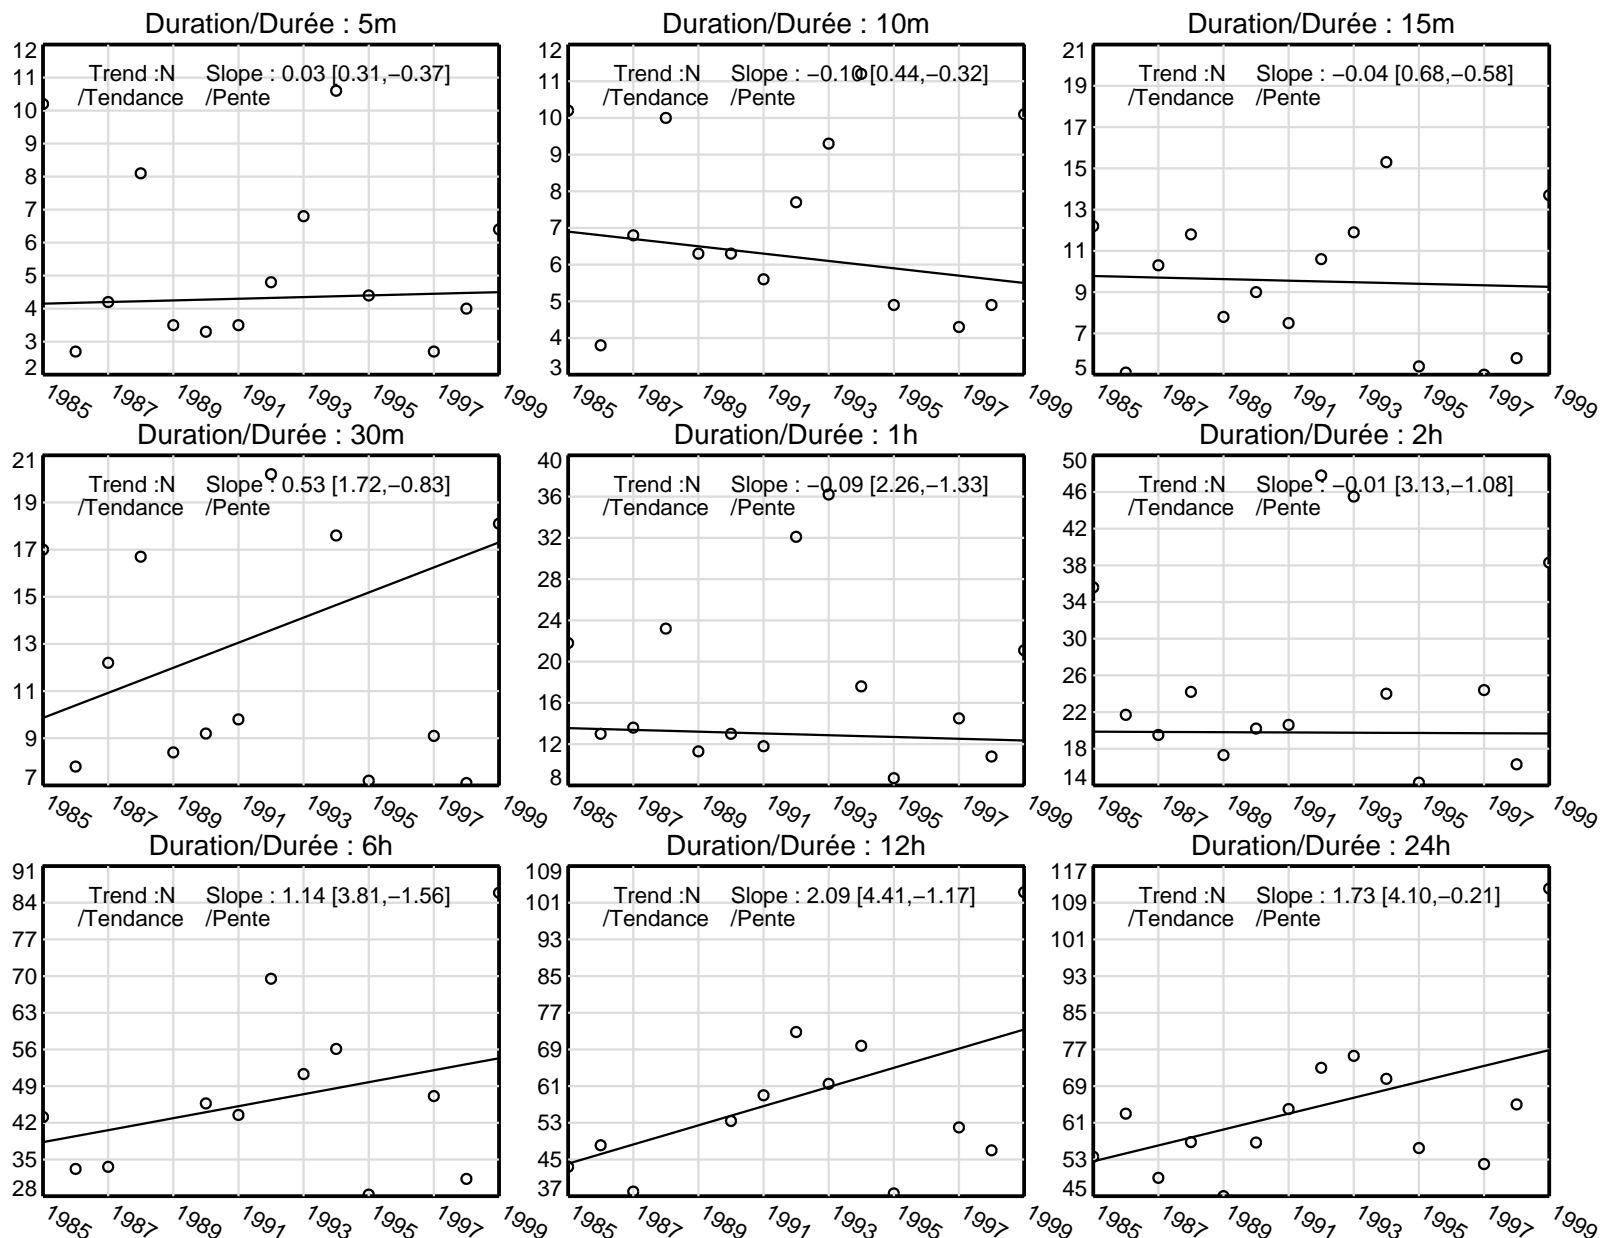 Duration/Durée : 5m
12
11
10
9
8
7
6
5
4
3
2
Trend :N Slope : 0.03 [0.31,−0.37]
/Tendance /Pente
1985 1987 1989 1991 1993 1995 1997 1999
Duration/Durée : 10m
12
11
10
9
8
7
6
5
4
3
Trend :N Slope : −0.10 [0.44,−0.32]
/Tendance /Pente
1985 1987 1989 1991 1993 1995 1997 1999
Duration/Durée : 15m
21
19
17
15
13
11
9
7
5
Trend :N Slope : −0.04 [0.68,−0.58]
/Tendance /Pente
1985 1987 1989 1991 1993 1995 1997 1999
Duration/Durée : 30m
21
19
17
15
13
11
9
7
Trend :N Slope : 0.53 [1.72,−0.83]
/Tendance /Pente
1985 1987 1989 1991 1993 1995 1997 1999
Duration/Durée : 1h
40
36
32
28
24
20
16
12
8
Trend :N Slope : −0.09 [2.26,−1.33]
/Tendance /Pente
1985 1987 1989 1991 1993 1995 1997 1999
Duration/Durée : 2h
50
46
42
38
34
30
26
22
18
14
Trend :N Slope : −0.01 [3.13,−1.08]
/Tendance /Pente
1985 1987 1989 1991 1993 1995 1997 1999
Duration/Durée : 6h
91
84
77
70
63
56
49
42
35
28
Trend :N Slope : 1.14 [3.81,−1.56]
/Tendance /Pente
1985 1987 1989 1991 1993 1995 1997 1999
Duration/Durée : 12h
109
101
93
85
77
69
61
53
45
37
Trend :N Slope : 2.09 [4.41,−1.17]
/Tendance /Pente
1985 1987 1989 1991 1993 1995 1997 1999
Duration/Durée : 24h
117
109
101
93
85
77
69
61
53
45
Trend :N Slope : 1.73 [4.10,−0.21]
/Tendance /Pente
1985 1987 1989 1991 1993 1995 1997 1999